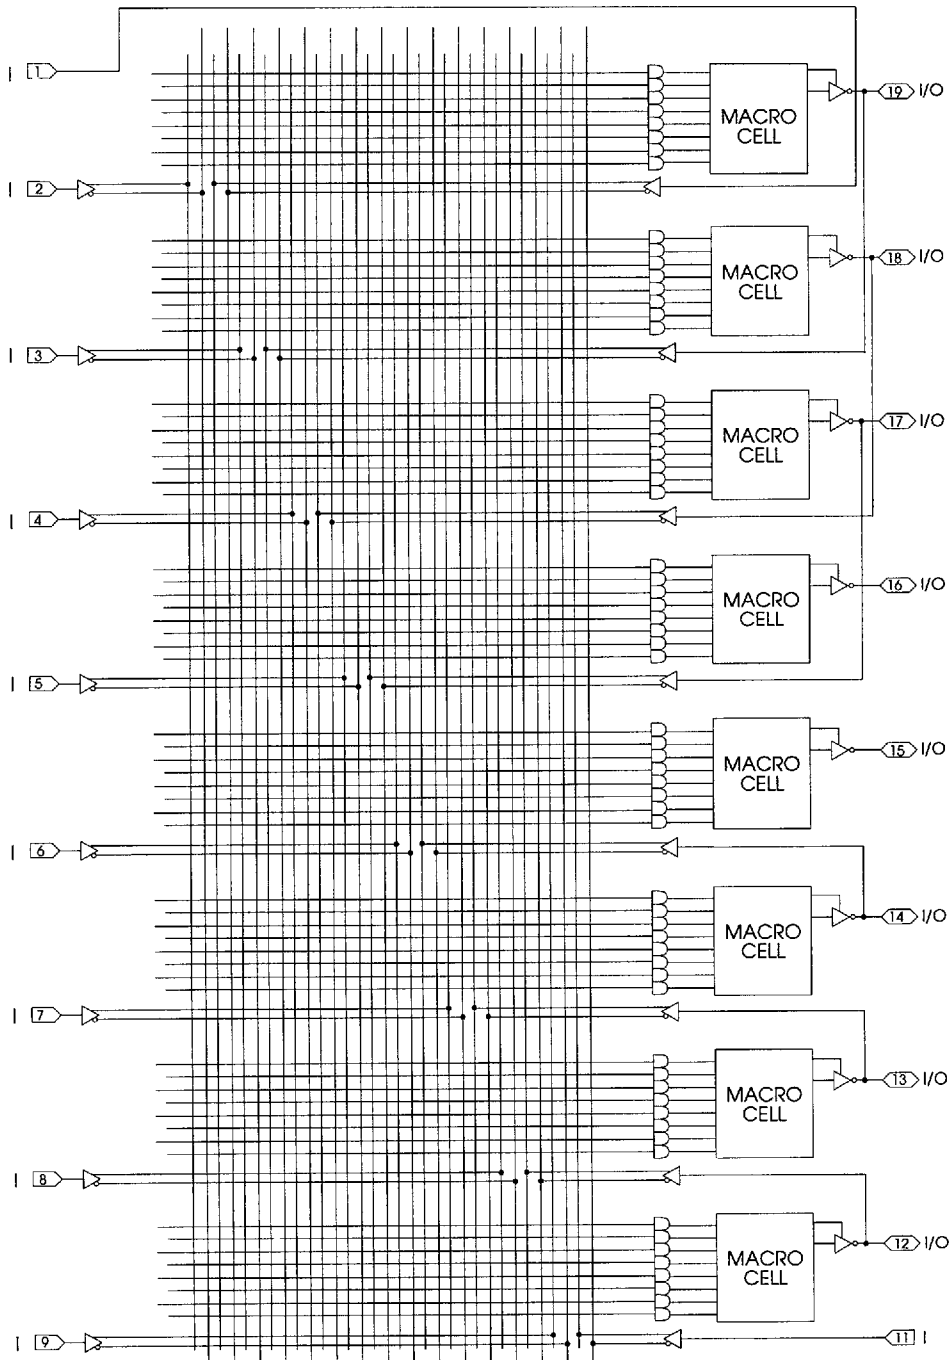 I 1
MACRO
CELL
19 I/O
I 2
MACRO
CELL
18 I/O
I 3
MACRO
CELL
17 I/O
I 4
MACRO
CELL
16 I/O
I 5
MACRO
CELL
15 I/O
I 6
MACRO
CELL
14 I/O
I 7
MACRO
CELL
13 I/O
I 8
MACRO
CELL
12 I/O
I 9
11 I